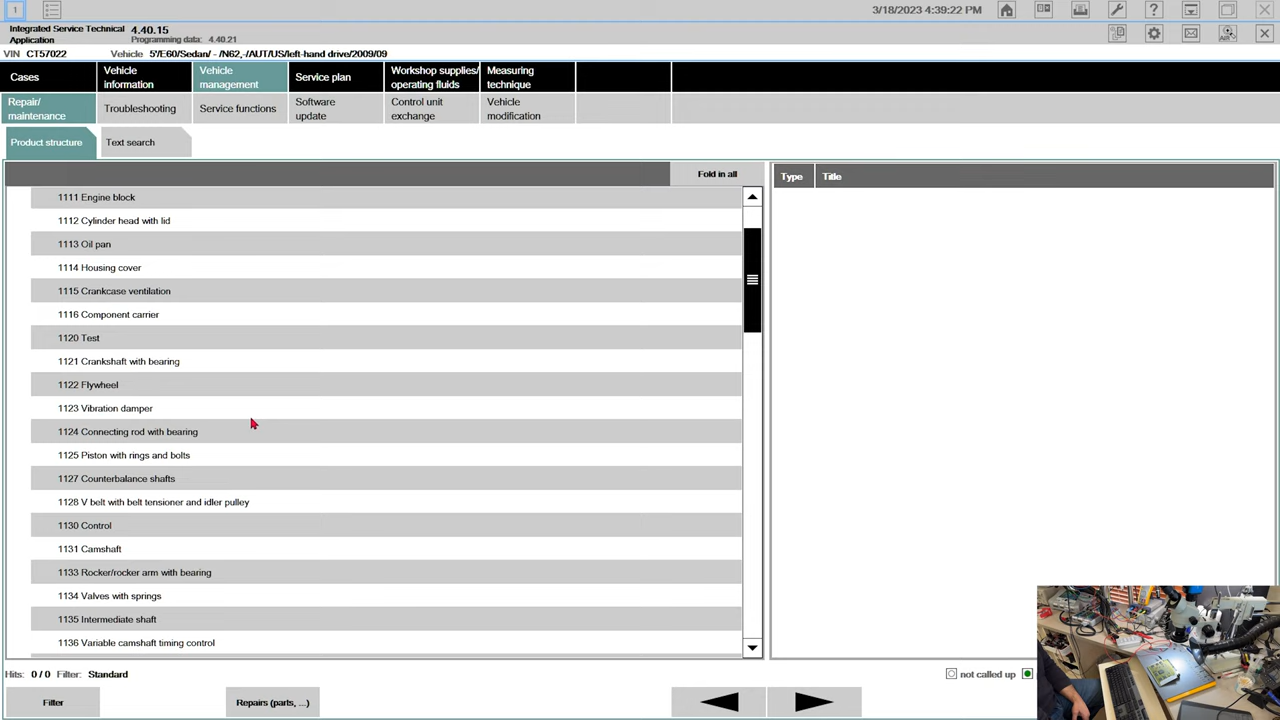 1
3/18/2023 4:39:22 PM
?
Integrated Service Technical
Application
4.40.15
Programming data: 4.40.21
VIN CT57022 Vehicle 5'/E60/Sedan/ - /N62,-/AUT/US/left-hand drive/2009/09
Cases
Vehicle
information
Vehicle
management
Service plan
Workshop supplies/
operating fluids
Measuring
technique
Repair/
maintenance
Troubleshooting
Service functions
Software
update
Control unit
exchange
Vehicle
modification
Product structure
Text search
Fold in all
Type Title
1111 Engine block
1112 Cylinder head with lid
1113 Oil pan
1114 Housing cover
1115 Crankcase ventilation
1116 Component carrier
1120 Test
1121 Crankshaft with bearing
1122 Flywheel
1123 Vibration damper
1124 Connecting rod with bearing
1125 Piston with rings and bolts
1127 Counterbalance shafts
1128 V belt with belt tensioner and idler pulley
1130 Control
1131 Camshaft
1133 Rocker/rocker arm with bearing
1134 Valves with springs
1135 Intermediate shaft
1136 Variable camshaft timing control
Hits: 0 / 0 Filter: Standard
not called up
Filter
Repairs (parts, ...)